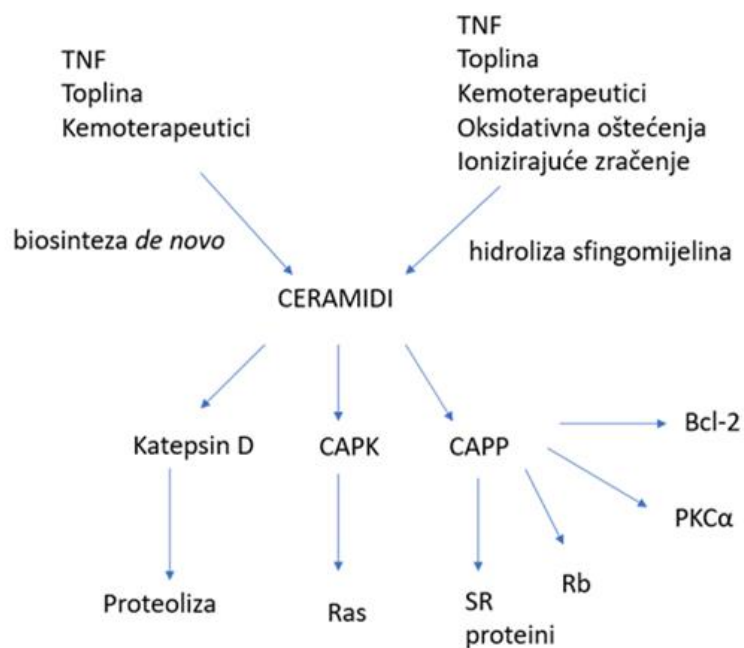 TNF
Toplina
Kemoterapeutici
TNF
Toplina
Kemoterapeutici
Oksidativna oštećenja
Ionizirajuće zračenje
biosinteza de novo
hidroliza sfingomijelina
CERAMIDI
Katepsin D
CAPK
CAPP
Bcl-2
PKCα
Proteoliza
Ras
SR
proteini
Rb